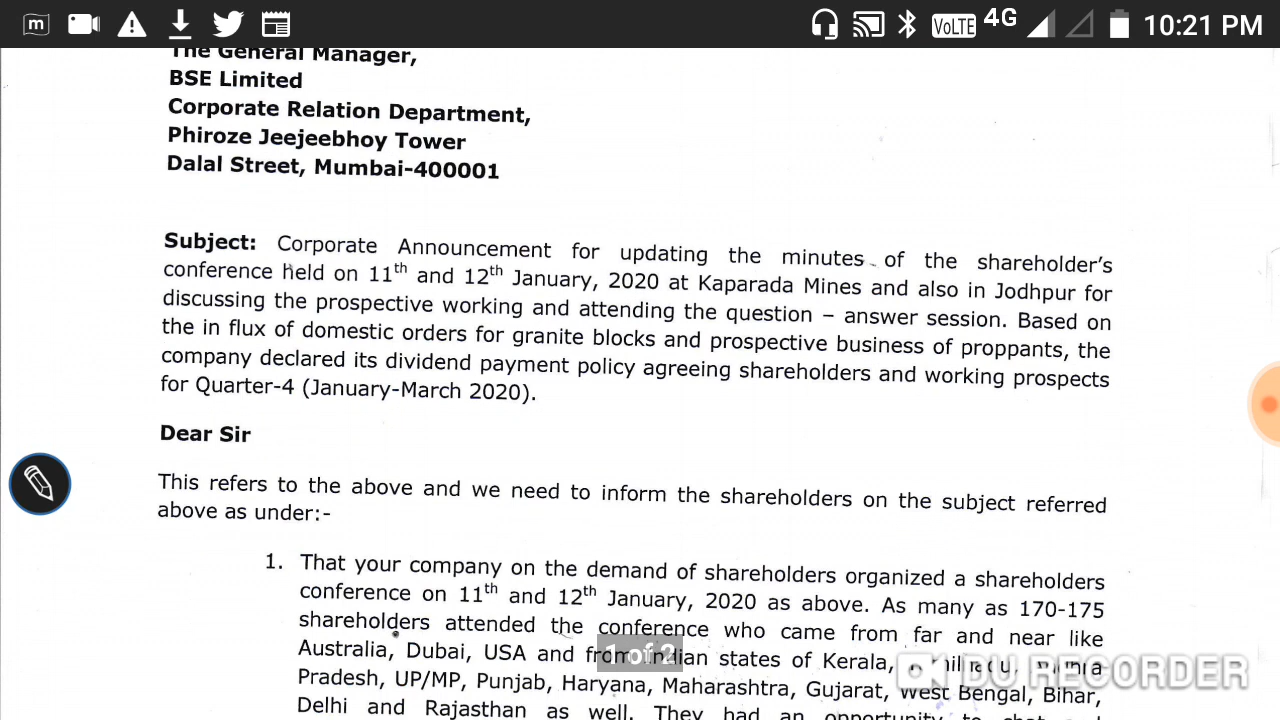 m
VoLTE 4G 10:21 PM
The General Manager,
BSE Limited
Corporate Relation Department,
Phiroze Jeejeebhoy Tower
Dalal Street, Mumbai-400001
Subject: Corporate Announcement for updating the minutes of the shareholder's
conference held on 11th and 12th January, 2020 at Kaparada Mines and also in Jodhpur for
discussing the prospective working and attending the question – answer session. Based on
the in flux of domestic orders for granite blocks and prospective business of proppants, the
company declared its dividend payment policy agreeing shareholders and working prospects
for Quarter-4 (January-March 2020).
Dear Sir
This refers to the above and we need to inform the shareholders on the subject referred
above as under:-
1. That your company on the demand of shareholders organized a shareholders
conference on 11th and 12th January, 2020 as above. As many as 170-175
shareholders attended the conference who came from far and near like
Australia, Dubai, USA and from Indian states of Kerala,
1 of 2
DU RECORDER
Pradesh, UP/MP, Punjab, Haryana, Maharashtra, Gujarat, West Bengal, Bihar,
Delhi and Rajasthan as well. They had an opportunity to